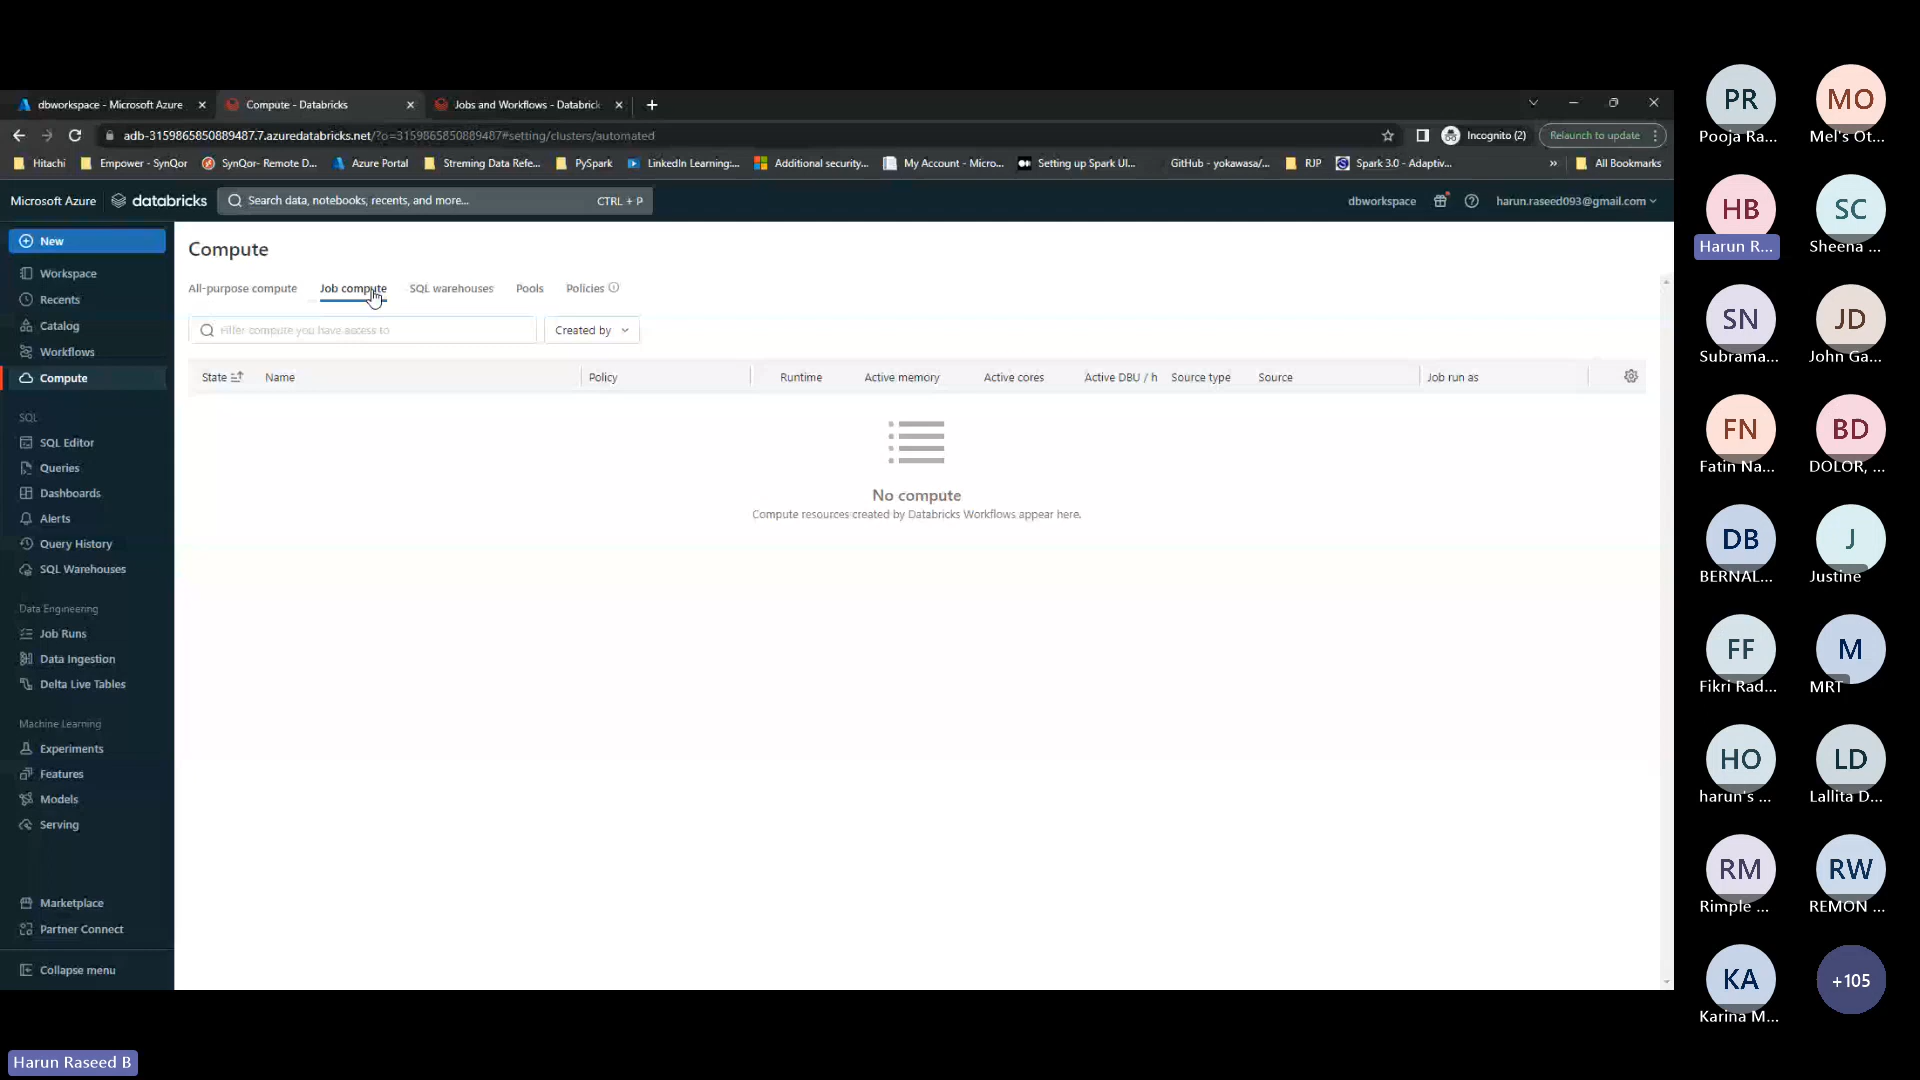 dbworkspace - Microsoft Azure
Compute - Databricks
Jobs and Workflows - Databrick
adb-3159865850889487.7.azuredatabricks.net/?o=3159865850889487#setting/clusters/automated
Incognito (2)
Relaunch to update
Hitachi
Empower - SynQor
SynQor- Remote D...
Azure Portal
Streming Data Refe...
PySpark
LinkedIn Learning:...
Additional security...
My Account - Micro...
Setting up Spark UI...
GitHub - yokawasa/...
RJP
Spark 3.0 - Adaptiv...
»
All Bookmarks
Microsoft Azure
databricks
Search data, notebooks, recents, and more...
CTRL + P
dbworkspace
harun.raseed093@gmail.com
New
Workspace
Recents
Catalog
Workflows
Compute
SQL
SQL Editor
Queries
Dashboards
Alerts
Query History
SQL Warehouses
Data Engineering
Job Runs
Data Ingestion
Delta Live Tables
Machine Learning
Experiments
Features
Models
Serving
Marketplace
Partner Connect
Collapse menu
Compute
All-purpose compute
Job compute
SQL warehouses
Pools
Policies
Filter compute you have access to
Created by
State
Name
Policy
Runtime
Active memory
Active cores
Active DBU / h
Source type
Source
Job run as
No compute
Compute resources created by Databricks Workflows appear here.
PR
Pooja Ra...
MO
Mel's Ot...
HB
Harun R...
SC
Sheena ...
SN
Subrama...
JD
John Ga...
FN
Fatin Na...
BD
DOLOR, ...
DB
BERNAL...
J
Justine
FF
Fikri Rad...
M
MRT
HO
harun's ...
LD
Lallita D...
RM
Rimple ...
RW
REMON ...
KA
Karina M...
+105
Harun Raseed B